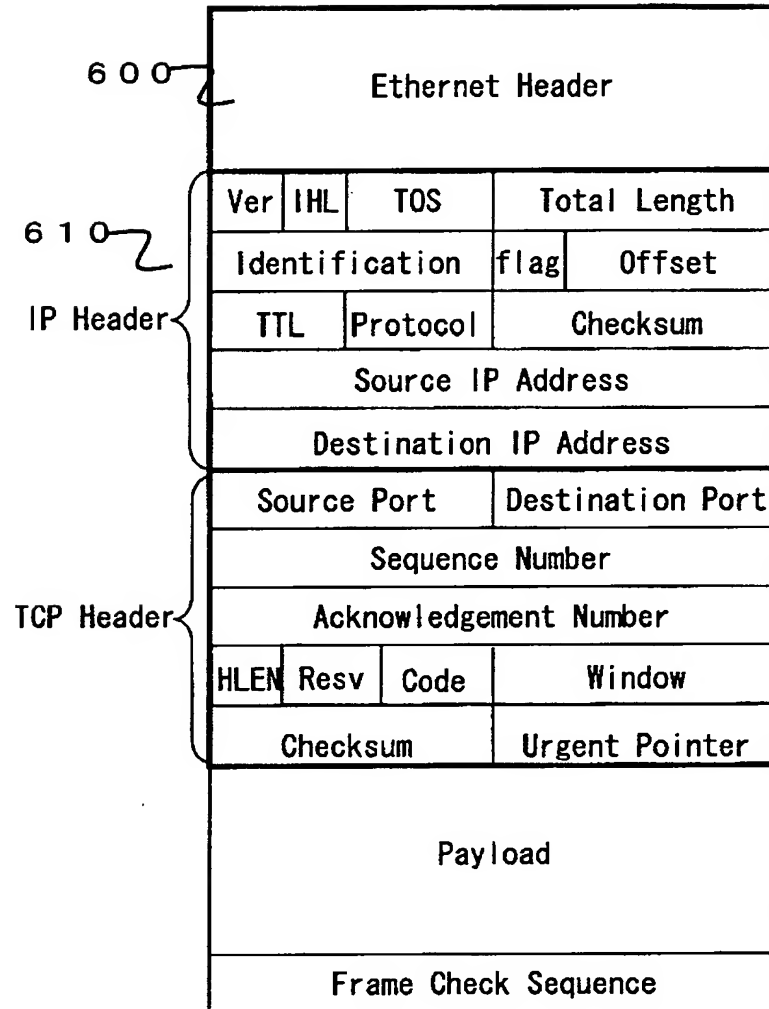 600
Ethernet Header
Ver IHL TOS Total Length
610
Identification flag Offset
IP Header
TTL Protocol Checksum
Source IP Address
Destination IP Address
Source Port Destination Port
Sequence Number
TCP Header
Acknowledgement Number
HLEN Resv Code Window
Checksum Urgent Pointer
Payload
Frame Check Sequence